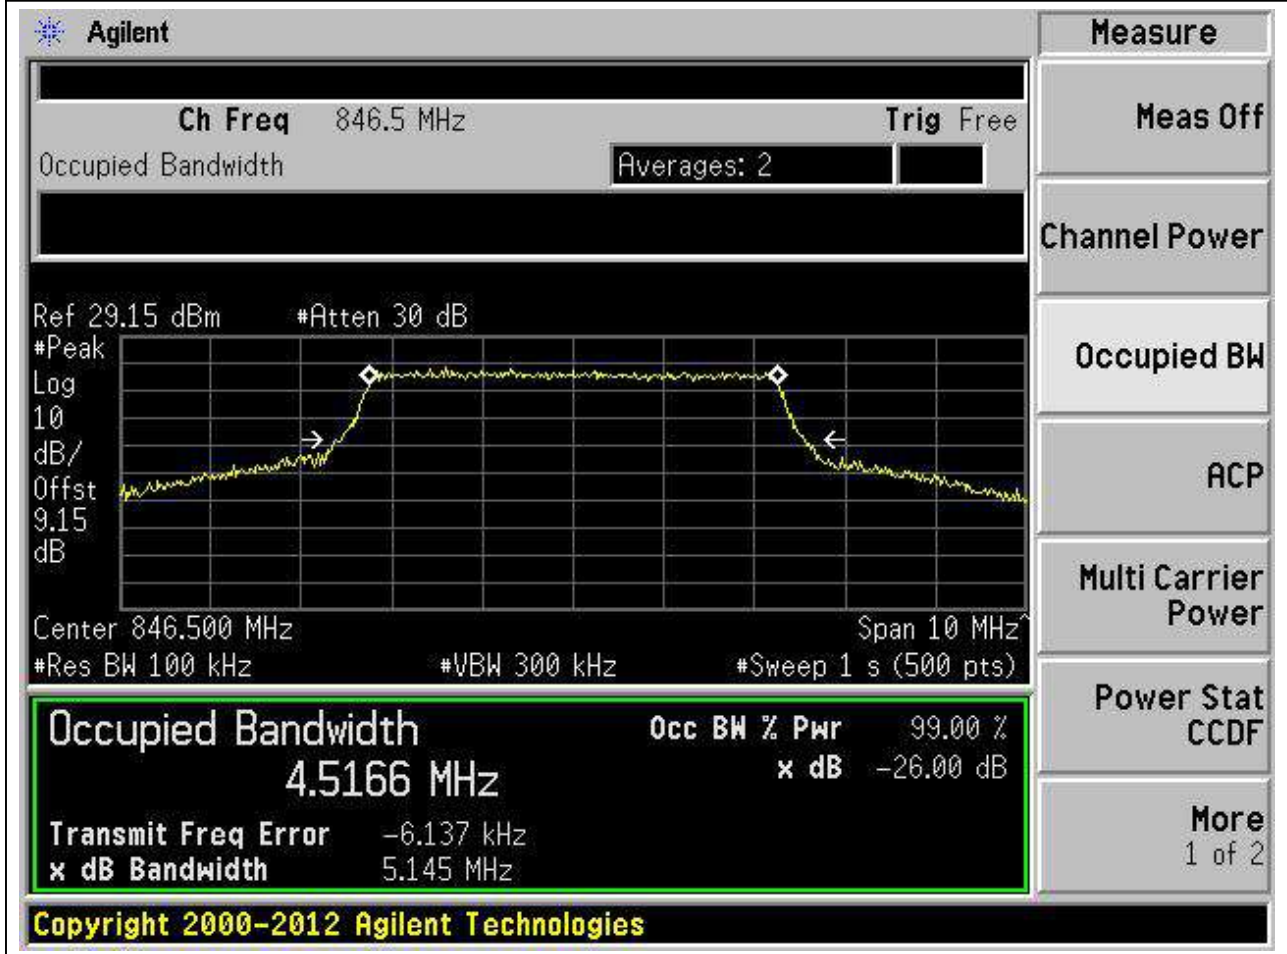 Agilent
Measure
Ch Freq 846.5 MHz Trig Free
Occupied Bandwidth Averages: 2
Ref 29.15 dBm #Atten 30 dB
#Peak
Log
10
dB/
Offst
9.15
dB
Center 846.500 MHz Span 10 MHz^
#Res BW 100 kHz #VBW 300 kHz #Sweep 1 s (500 pts)
Occupied Bandwidth Occ BW % Pwr 99.00 %
4.5166 MHz x dB -26.00 dB
Transmit Freq Error -6.137 kHz
x dB Bandwidth 5.145 MHz
Copyright 2000-2012 Agilent Technologies
Meas Off
Channel Power
Occupied BW
ACP
Multi Carrier
Power
Power Stat
CCDF
More
1 of 2